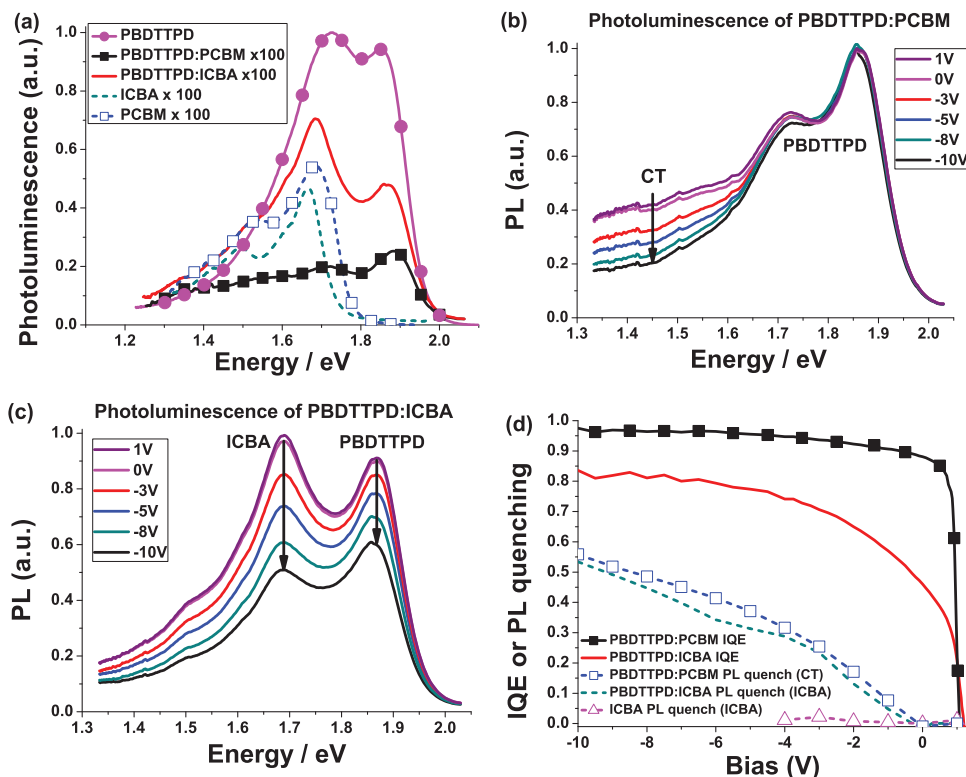 (a)
PBDTTPD
PBDTTPD:PCBM x100
PBDTTPD:ICBA x100
ICBA x 100
PCBM x 100
Photoluminescence (a.u.)
1.0
0.8
0.6
0.4
0.2
0.0
1.2 1.4 1.6 1.8 2.0
Energy / eV
(b) Photoluminescence of PBDTTPD:PCBM
1V
0V
-3V
-5V
-8V
-10V
PBDTTPD
CT
PL (a.u.)
1.0
0.8
0.6
0.4
0.2
0.0
1.3 1.4 1.5 1.6 1.7 1.8 1.9 2.0
Energy / eV
(c) Photoluminescence of PBDTTPD:ICBA
ICBA PBDTTPD
1V
0V
-3V
-5V
-8V
-10V
PL (a.u.)
1.0
0.8
0.6
0.4
0.2
0.0
1.3 1.4 1.5 1.6 1.7 1.8 1.9 2.0
Energy / eV
(d)
IQE or PL quenching
1.0
0.9
0.8
0.7
0.6
0.5
0.4
0.3
0.2
0.1
0.0
PBDTTPD:PCBM IQE
PBDTTPD:ICBA IQE
PBDTTPD:PCBM PL quench (CT)
PBDTTPD:ICBA PL quench (ICBA)
ICBA PL quench (ICBA)
-10 -8 -6 -4 -2 0
Bias (V)